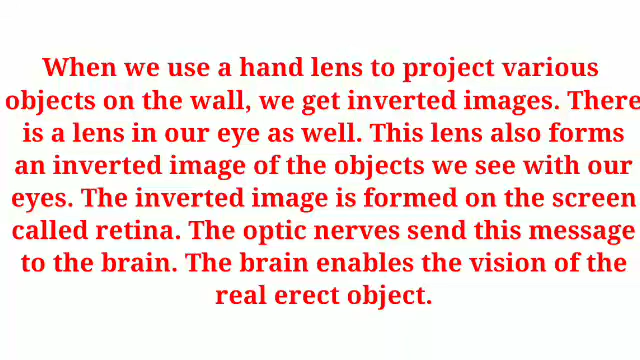 When we use a hand lens to project various
objects on the wall, we get inverted images. There
is a lens in our eye as well. This lens also forms
an inverted image of the objects we see with our
eyes. The inverted image is formed on the screen
called retina. The optic nerves send this message
to the brain. The brain enables the vision of the
real erect object.